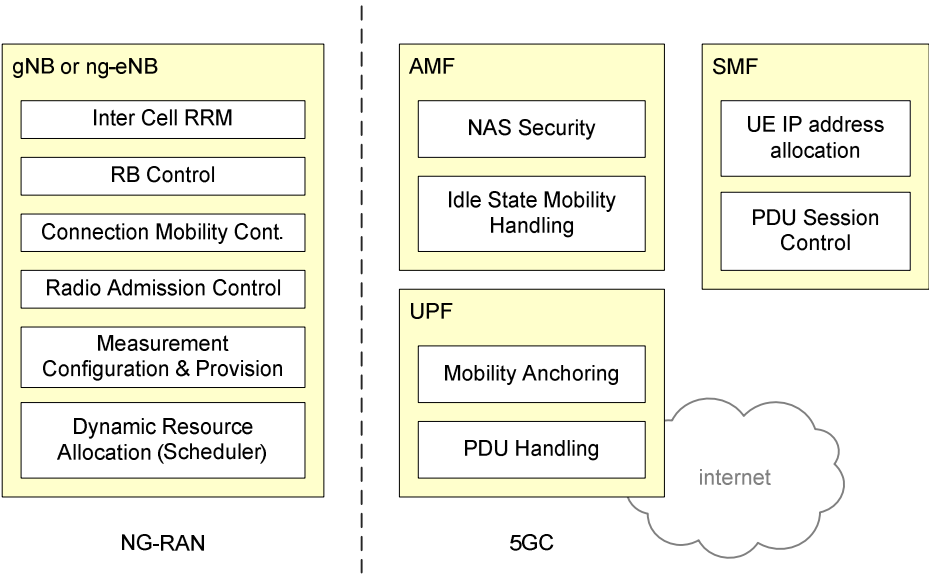 gNB or ng-eNB
Inter Cell RRM
RB Control
Connection Mobility Cont.
Radio Admission Control
Measurement
Configuration & Provision
Dynamic Resource
Allocation (Scheduler)
NG-RAN
AMF
NAS Security
Idle State Mobility
Handling
SMF
UE IP address
allocation
PDU Session
Control
UPF
Mobility Anchoring
PDU Handling
internet
5GC